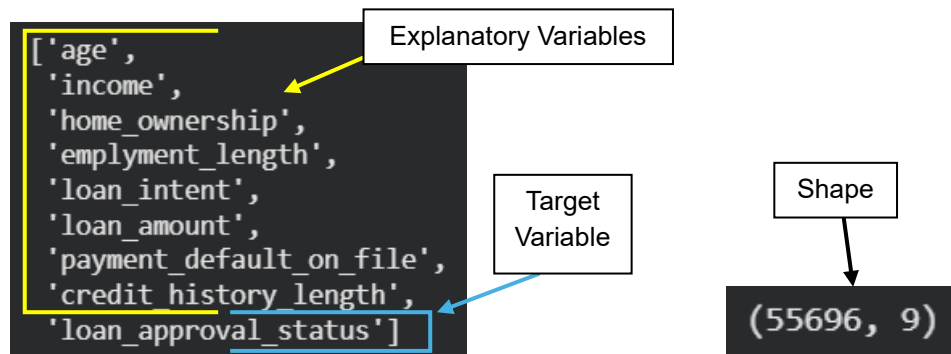 Explanatory Variables
['age',
'income',
'home_ownership',
'emplyment_length',
'loan_intent',
'loan_amount',
'payment_default_on_file',
'credit_history_length',
'loan_approval_status']
Target
Variable
Shape
(55696, 9)